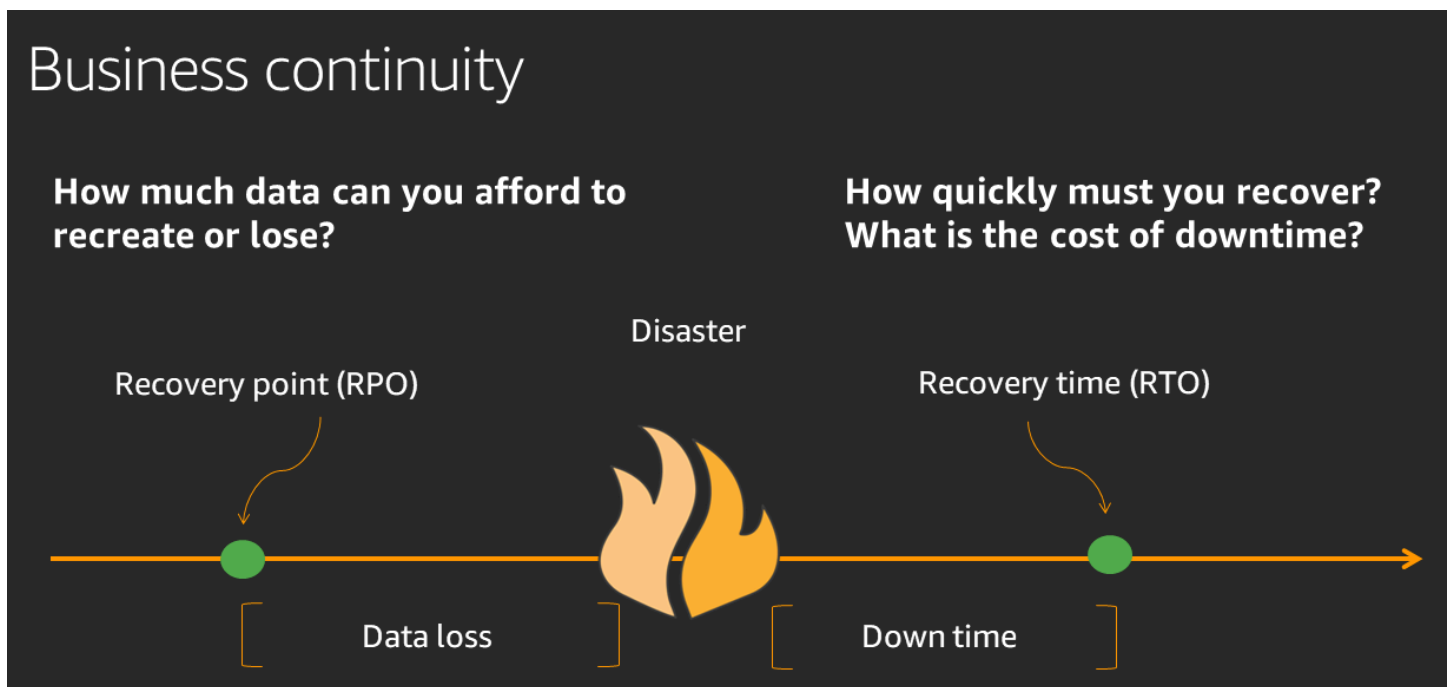 Business continuity
How much data can you afford to
recreate or lose?
How quickly must you recover?
What is the cost of downtime?
Disaster
Recovery point (RPO)
Recovery time (RTO)
Data loss
Down time